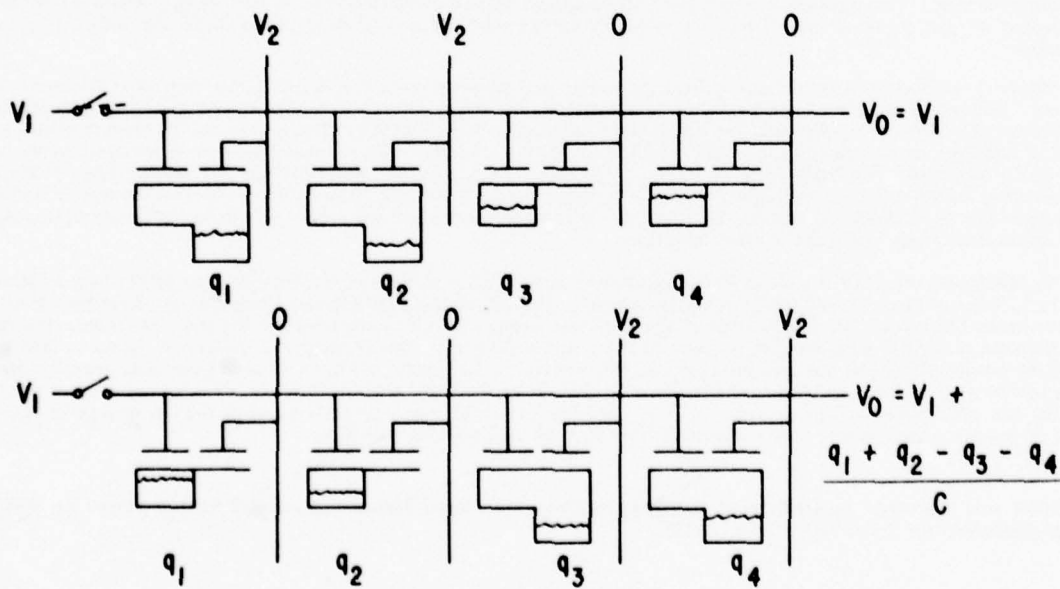 V₂ V₂ 0 0
V₁ V₀ = V₁
q₁ q₂ q₃ q₄
0 0 V₂ V₂
V₁ V₀ = V₁ +
q₁ + q₂ - q₃ - q₄
C
q₁ q₂ q₃ q₄